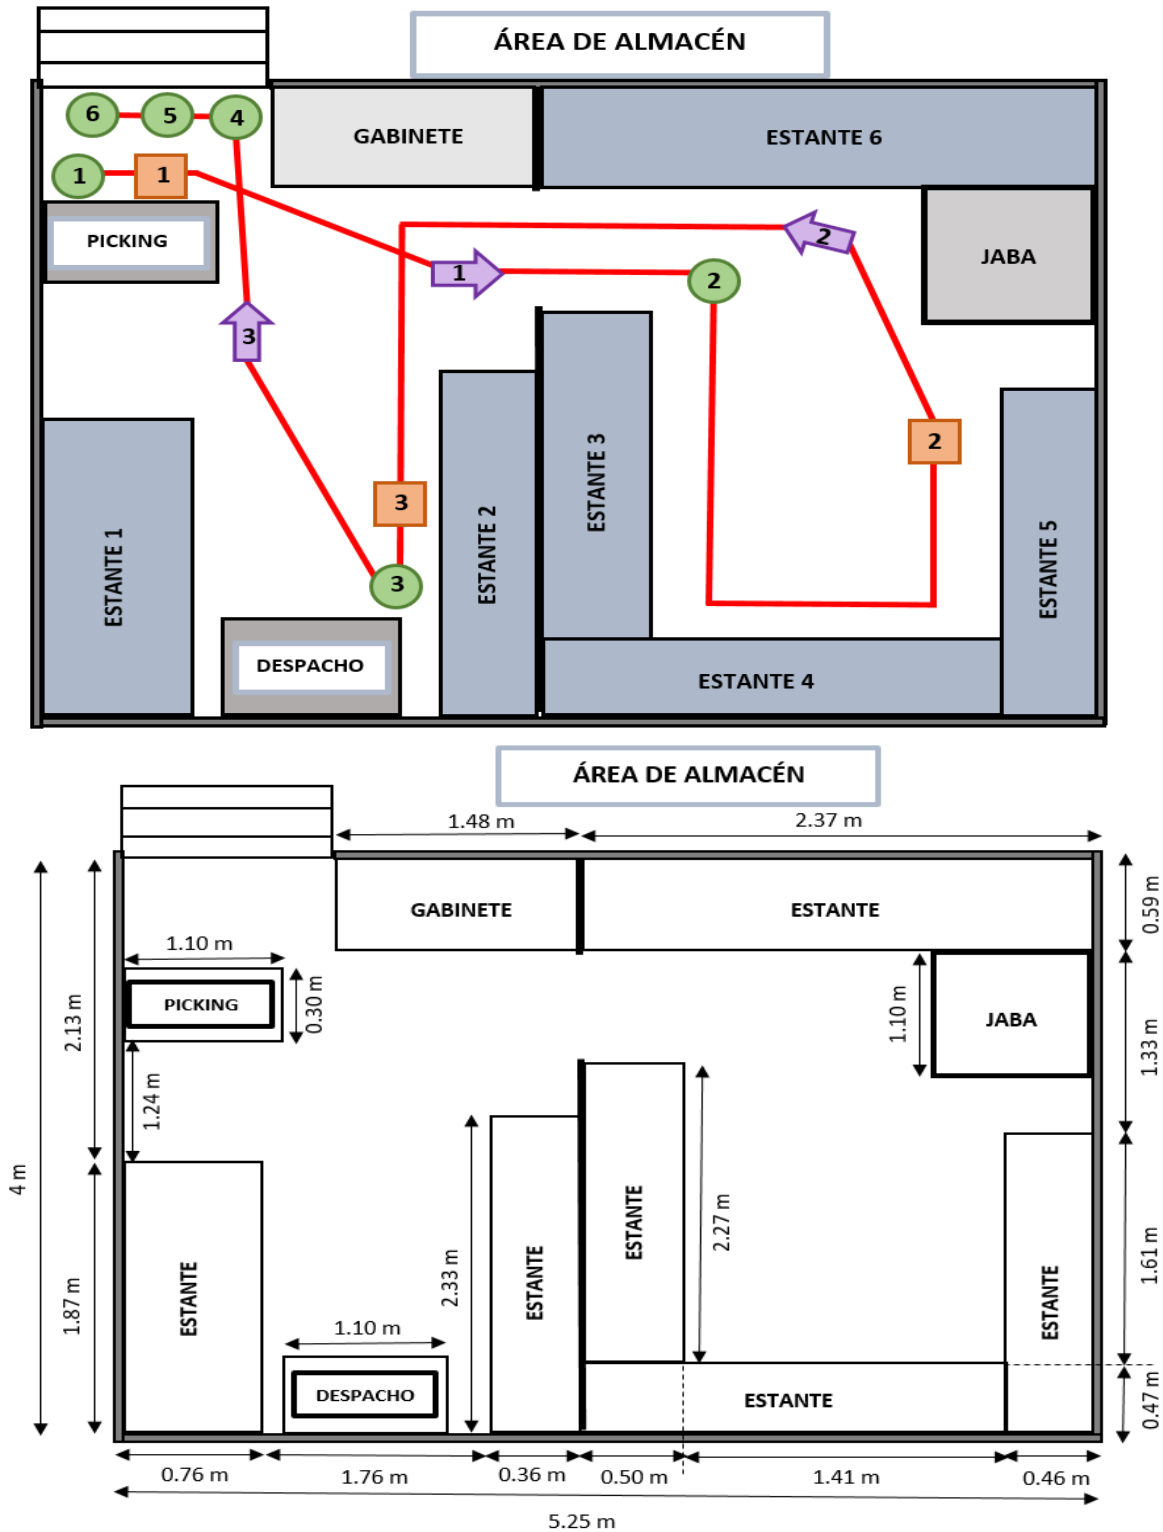 ÁREA DE ALMACÉN
6
5
4
GABINETE
ESTANTE 6
1
1
PICKING
2
JABA
1
2
3
2
3
ESTANTE 3
ESTANTE 2
ESTANTE 1
ESTANTE 5
3
DESPACHO
ESTANTE 4
ÁREA DE ALMACÉN
1.48 m
2.37 m
GABINETE
ESTANTE
0.59 m
1.10 m
PICKING
0.30 m
2.13 m
1.10 m
JABA
1.33 m
1.24 m
4 m
ESTANTE
2.27 m
1.61 m
1.87 m
ESTANTE
2.33 m
ESTANTE
ESTANTE
1.10 m
DESPACHO
ESTANTE
0.47 m
0.76 m
1.76 m
0.36 m
0.50 m
1.41 m
0.46 m
5.25 m